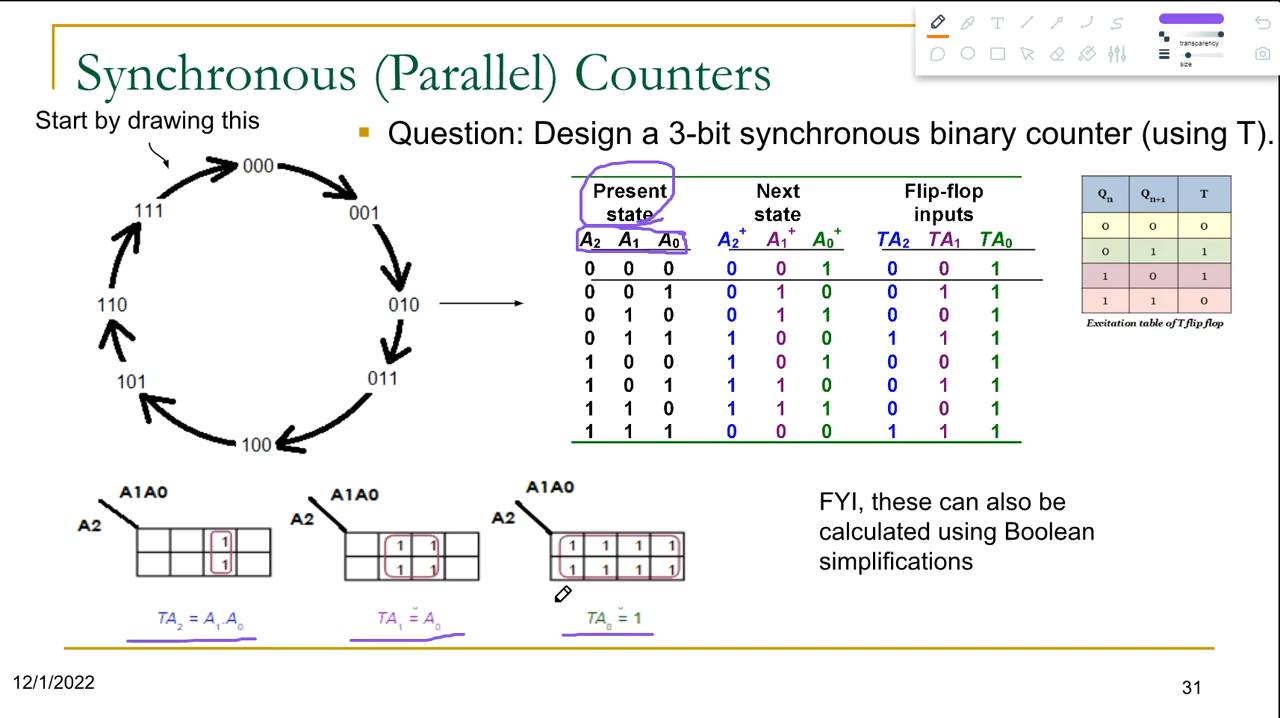 Synchronous (Parallel) Counters
transparency
size
Start by drawing this
Question: Design a 3-bit synchronous binary counter (using T).
000
001
010
011
100
101
110
111
Present state Next state Flip-flop inputs
A2 A1 A0 A2+ A1+ A0+ TA2 TA1 TA0
0 0 0 0 0 1 0 0 1
0 0 1 0 1 0 0 1 1
0 1 0 0 1 1 0 0 1
0 1 1 1 0 0 1 1 1
1 0 0 1 0 1 0 0 1
1 0 1 1 1 0 0 1 1
1 1 0 1 1 1 0 0 1
1 1 1 0 0 0 1 1 1
Qn Qn+1 T
0 0 0
0 1 1
1 0 1
1 1 0
Excitation table of T flip flop
A1A0
A2
1
1
TA2 = A1.A0
A1A0
A2
1 1
1 1
TA1 = A0
A1A0
A2
1 1 1 1
1 1 1 1
TA0 = 1
FYI, these can also be
calculated using Boolean
simplifications
12/1/2022
31